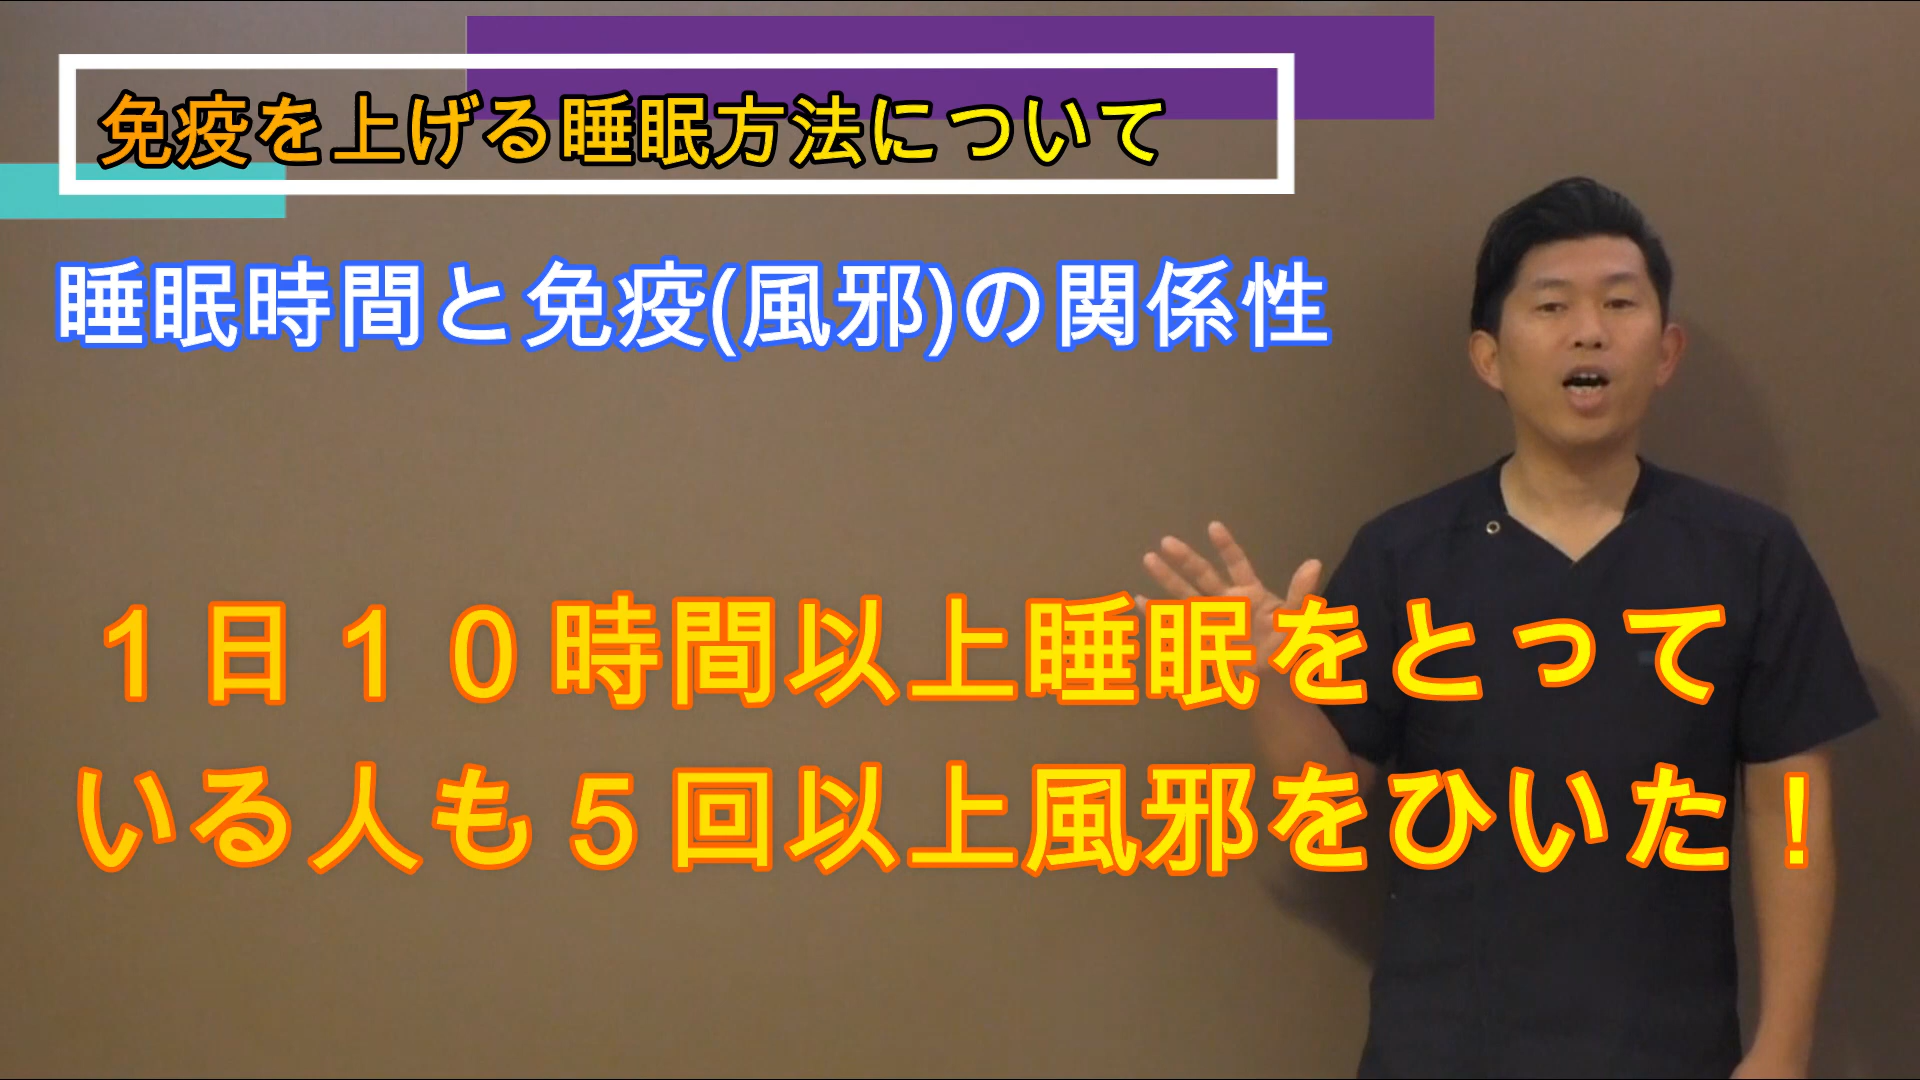 免疫を上げる睡眠方法について
睡眠時間と免疫(風邪)の関係性
１日１０時間以上睡眠をとって
いる人も５回以上風邪をひいた！